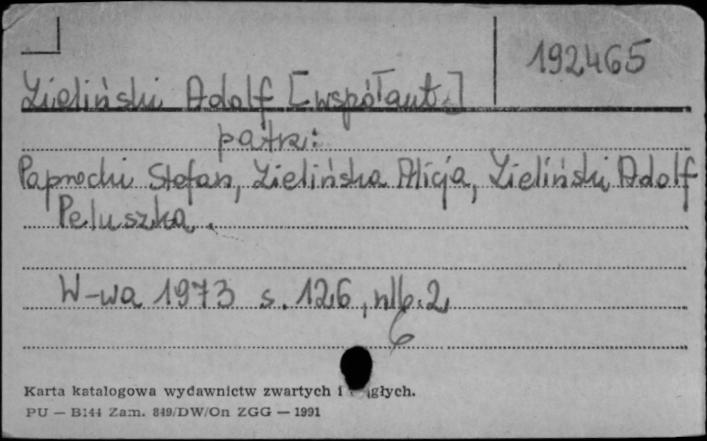 192465
Zieliński Adolf [współaut.]
patrz:
Paprocki Stefan, Zielińska Alicja, Zieliński Adolf
Peluszka.
W-wa 1973 s. 126, nlb. 2
Karta katalogowa wydawnictw zwartych i głych.
PU — B144 Zam. 849/DW/On ZGG — 1991